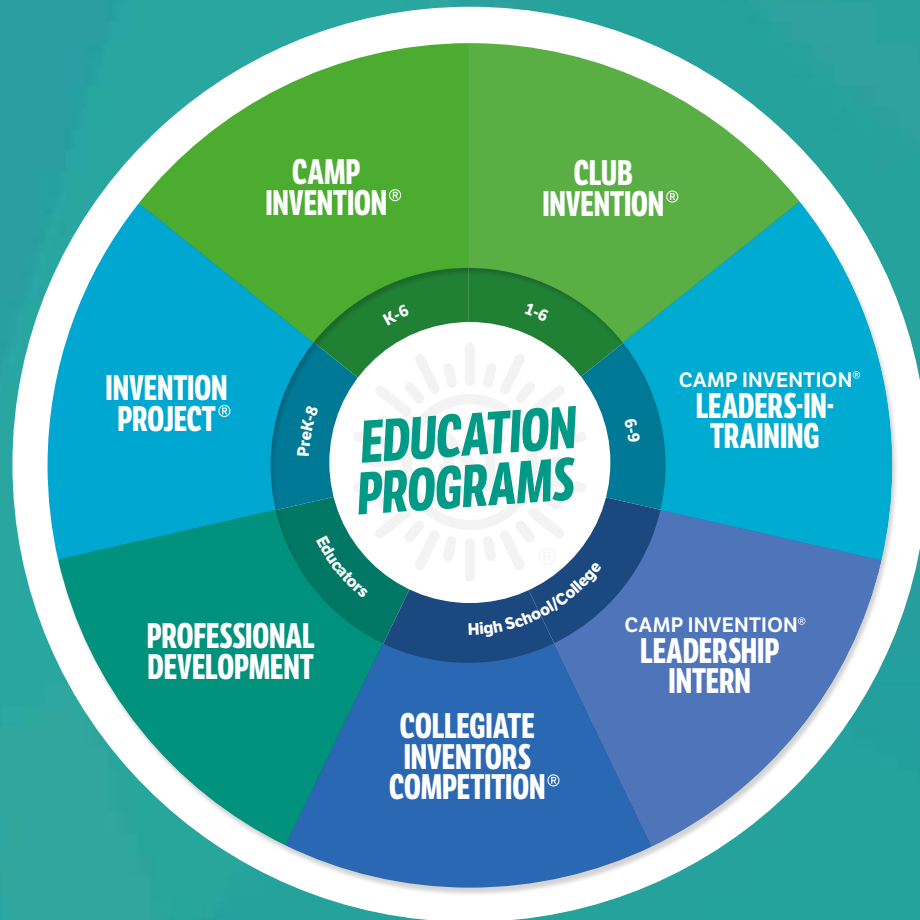 CAMP
INVENTION®
CLUB
INVENTION®
K-6
1-6
INVENTION
PROJECT®
PreK-8
EDUCATION
PROGRAMS
®
6-9
CAMP INVENTION®
LEADERS-IN-
TRAINING
Educators
High School/College
PROFESSIONAL
DEVELOPMENT
CAMP INVENTION®
LEADERSHIP
INTERN
COLLEGIATE
INVENTORS
COMPETITION®